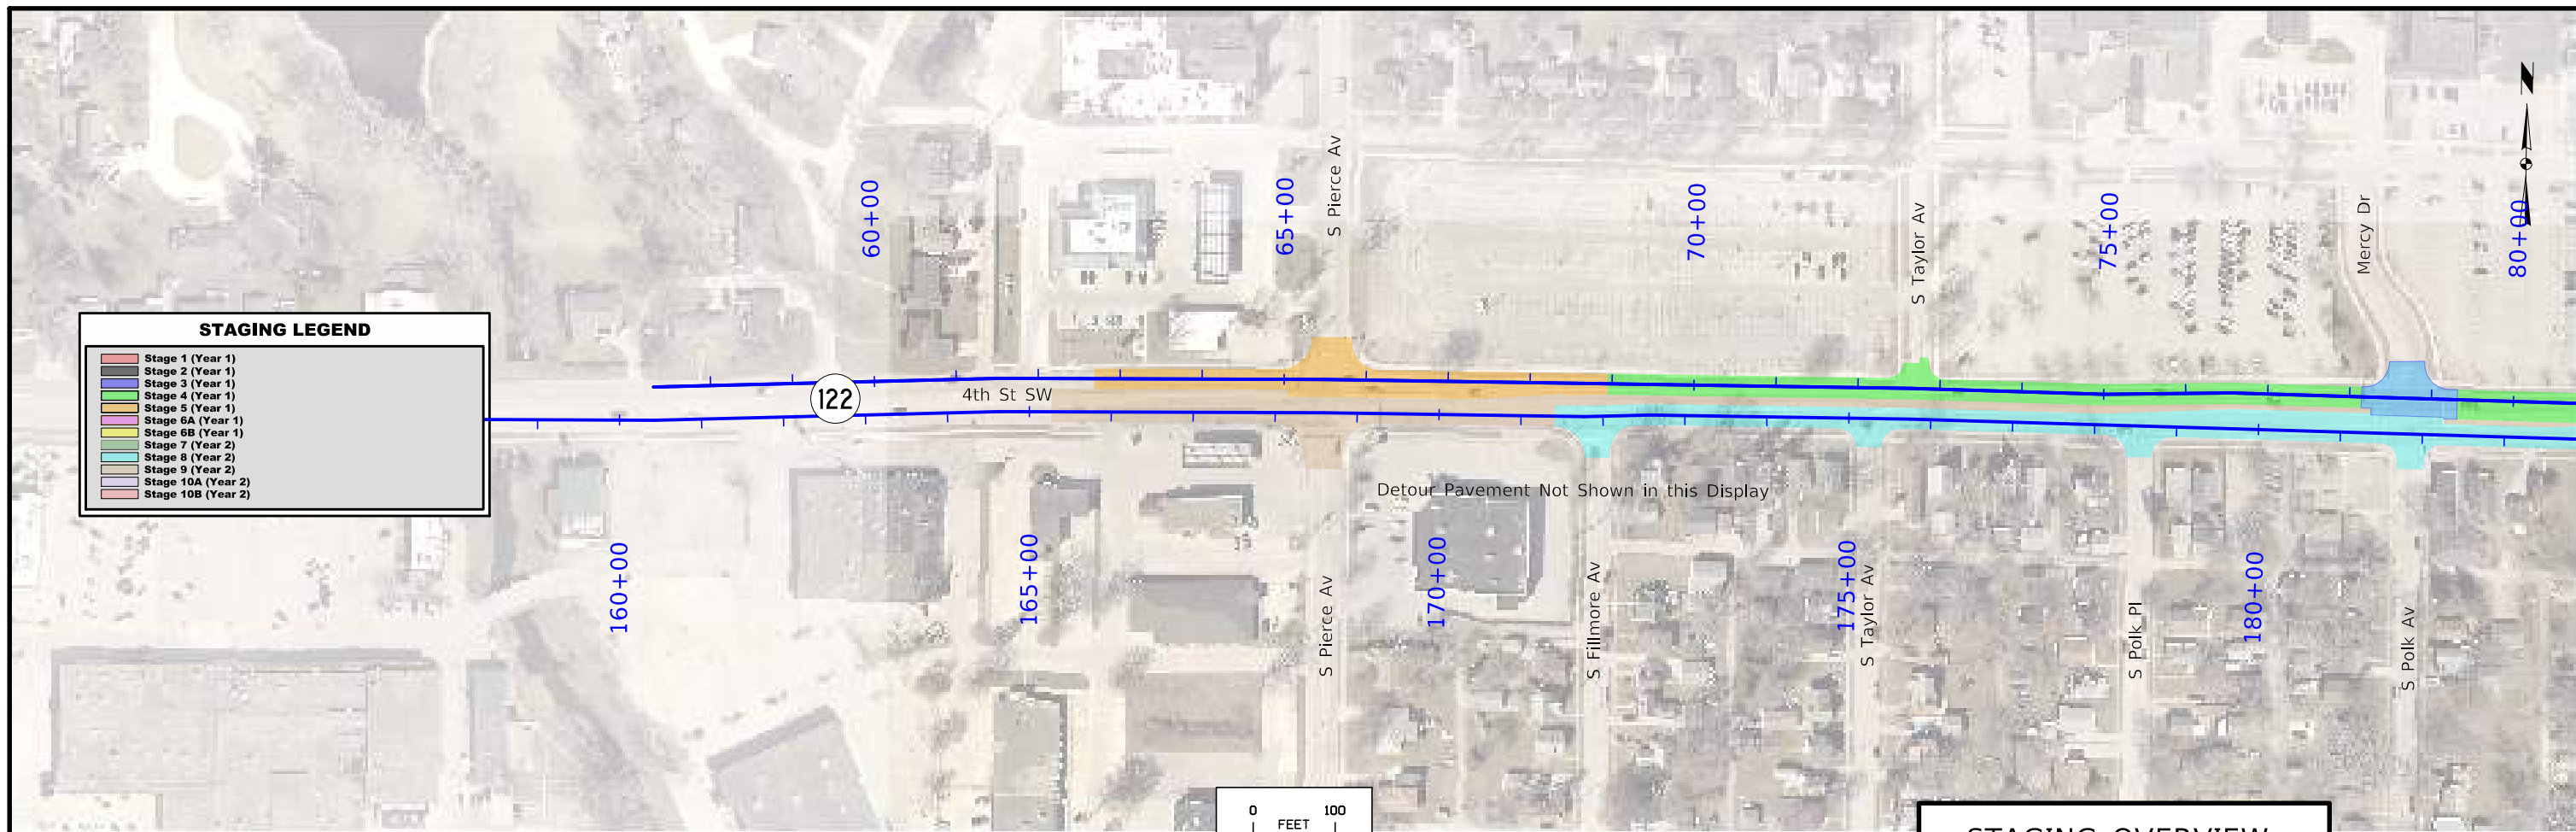 N
S Pierce Av
60+00
65+00
70+00
S Taylor Av
75+00
Mercy Dr
80+00
STAGING LEGEND
Stage 1 (Year 1)
Stage 2 (Year 1)
Stage 3 (Year 1)
Stage 4 (Year 1)
Stage 5 (Year 1)
Stage 6A (Year 1)
Stage 6B (Year 1)
Stage 7 (Year 2)
Stage 8 (Year 2)
Stage 9 (Year 2)
Stage 10A (Year 2)
Stage 10B (Year 2)
122
4th St SW
Detour Pavement Not Shown in this Display
160+00
165+00
S Pierce Av
170+00
S Fillmore Av
175+00
S Taylor Av
S Polk Pl
180+00
S Polk Av
0 100
FEET
STAGING OVERVIEW